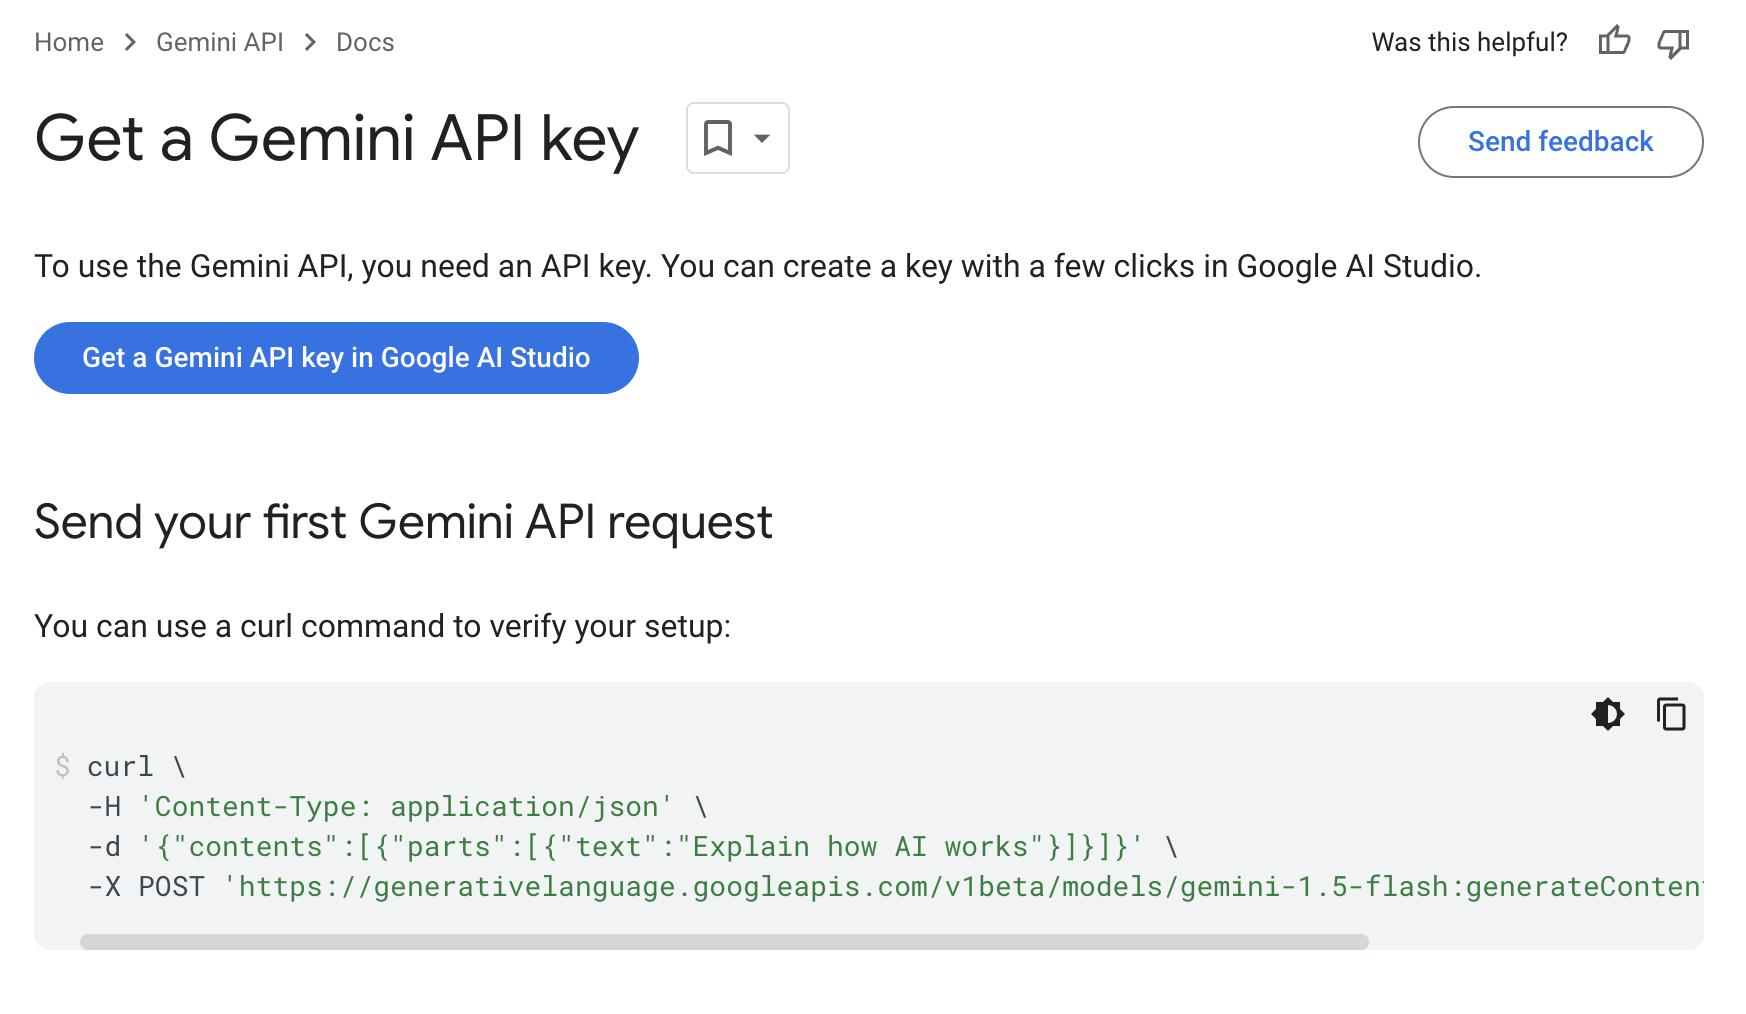 Home > Gemini API > Docs
Was this helpful?
Get a Gemini API key
Send feedback
To use the Gemini API, you need an API key. You can create a key with a few clicks in Google AI Studio.
Get a Gemini API key in Google AI Studio
Send your first Gemini API request
You can use a curl command to verify your setup:
$ curl \
-H 'Content-Type: application/json' \
-d '{"contents":[{"parts":[{"text":"Explain how AI works"}]}]}' \
-X POST 'https://generativelanguage.googleapis.com/v1beta/models/gemini-1.5-flash:generateConten